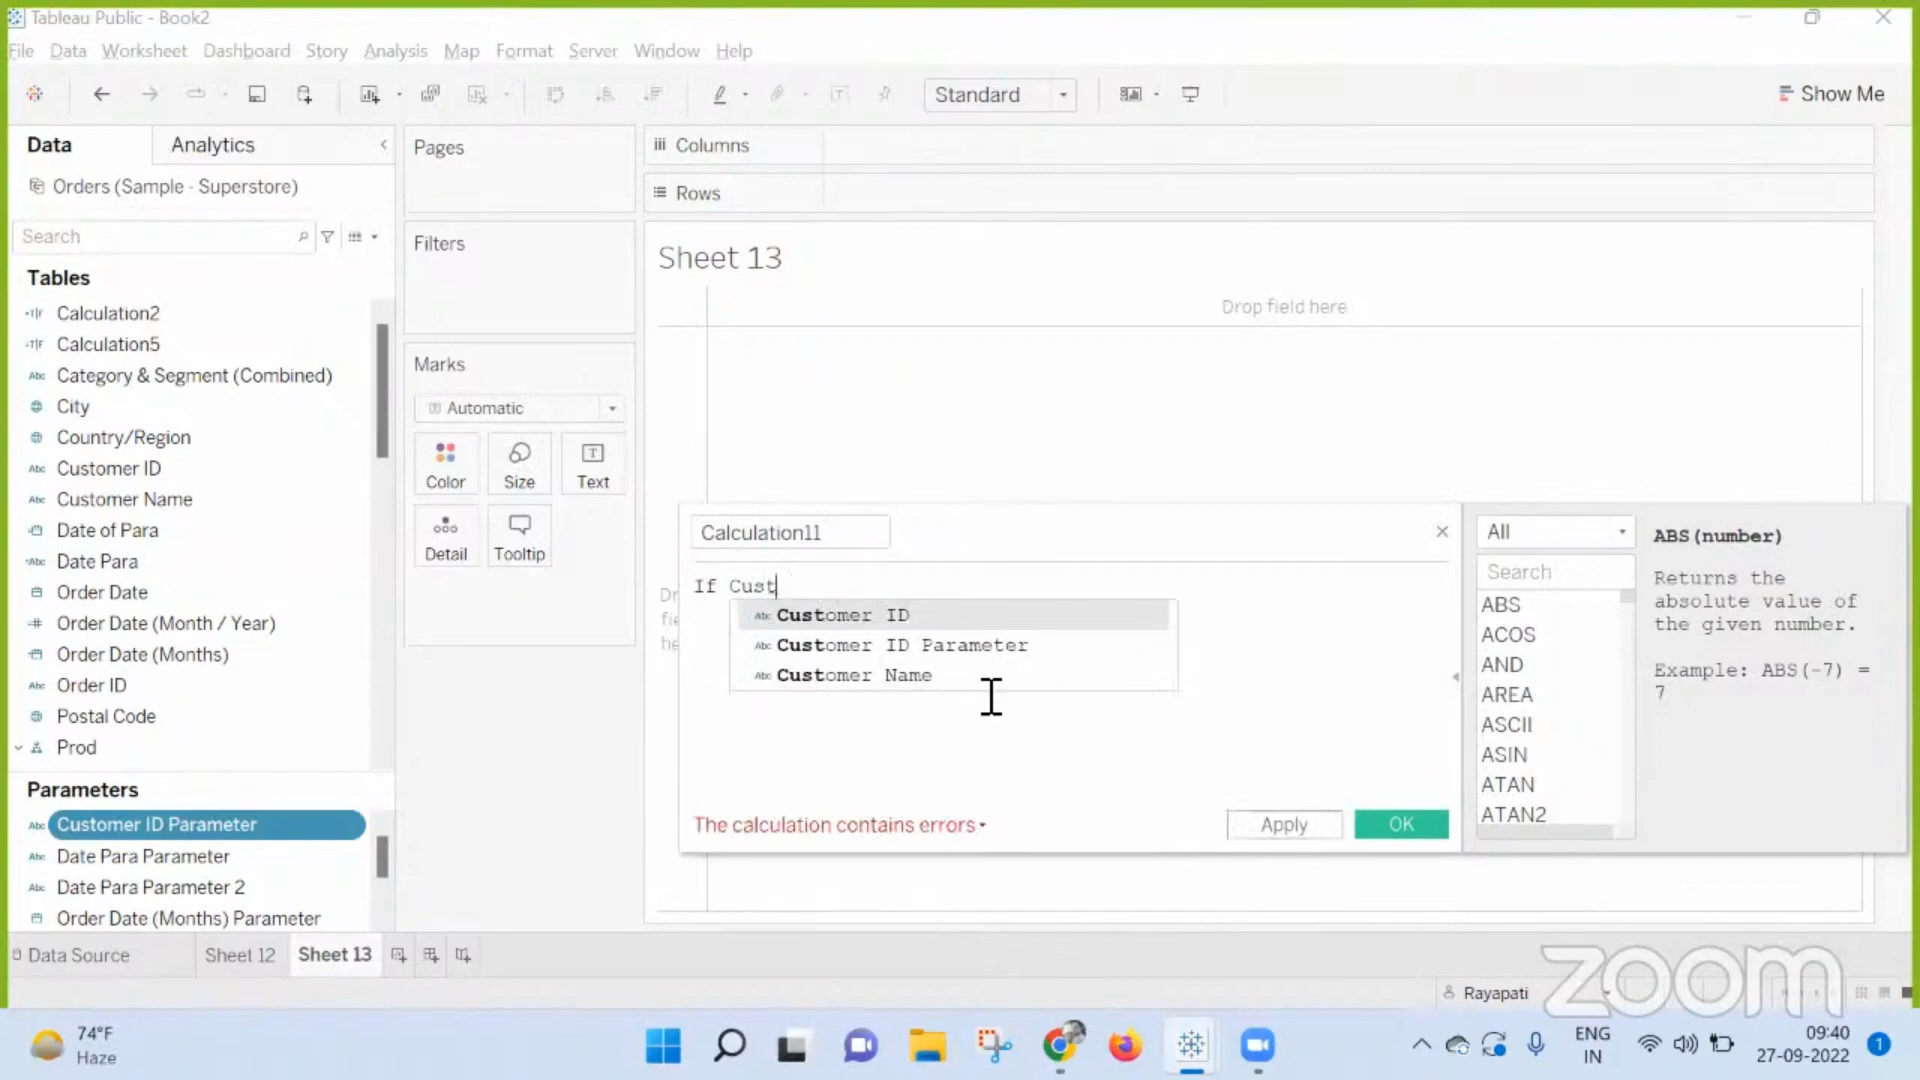 Tableau Public - Book2
File Data Worksheet Dashboard Story Analysis Map Format Server Window Help
Standard
Show Me
Data
Analytics
Orders (Sample - Superstore)
Search
Tables
Calculation2
Calculation5
Category & Segment (Combined)
City
Country/Region
Customer ID
Customer Name
Date of Para
Date Para
Order Date
Order Date (Month / Year)
Order Date (Months)
Order ID
Postal Code
Prod
Parameters
Customer ID Parameter
Date Para Parameter
Date Para Parameter 2
Order Date (Months) Parameter
Pages
Filters
Marks
Automatic
Color
Size
Text
Detail
Tooltip
Columns
Rows
Sheet 13
Drop field here
Calculation11
If Cust
Customer ID
Customer ID Parameter
Customer Name
The calculation contains errors
Apply
OK
All
Search
ABS
ACOS
AND
AREA
ASCII
ASIN
ATAN
ATAN2
ABS(number)
Returns the
absolute value of
the given number.
Example: ABS(-7) =
7
Data Source
Sheet 12
Sheet 13
Rayapati
zoom
74°F
Haze
ENG
IN
09:40
27-09-2022
1